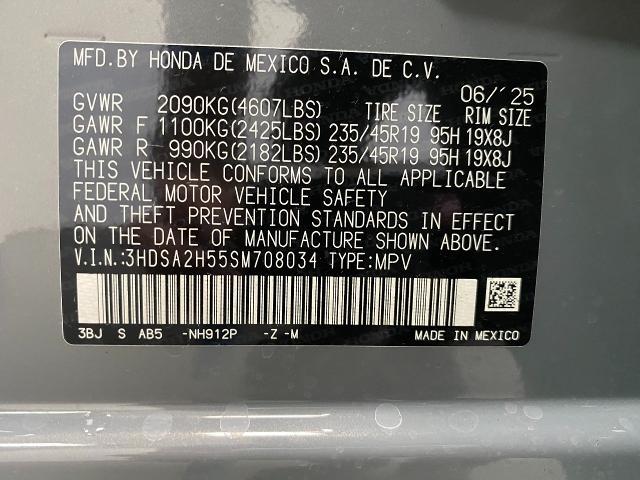 MFD.BY HONDA DE MEXICO S.A. DE C.V.
06/'25
GVWR 2090KG(4607LBS) TIRE SIZE RIM SIZE
GAWR F 1100KG(2425LBS) 235/45R19 95H 19X8J
GAWR R 990KG(2182LBS) 235/45R19 95H 19X8J
THIS VEHICLE CONFORMS TO ALL APPLICABLE
FEDERAL MOTOR VEHICLE SAFETY
AND THEFT PREVENTION STANDARDS IN EFFECT
ON THE DATE OF MANUFACTURE SHOWN ABOVE.
V.I.N.:3HDSA2H55SM708034 TYPE:MPV
3BJ S AB5 -NH912P -Z -M MADE IN MEXICO